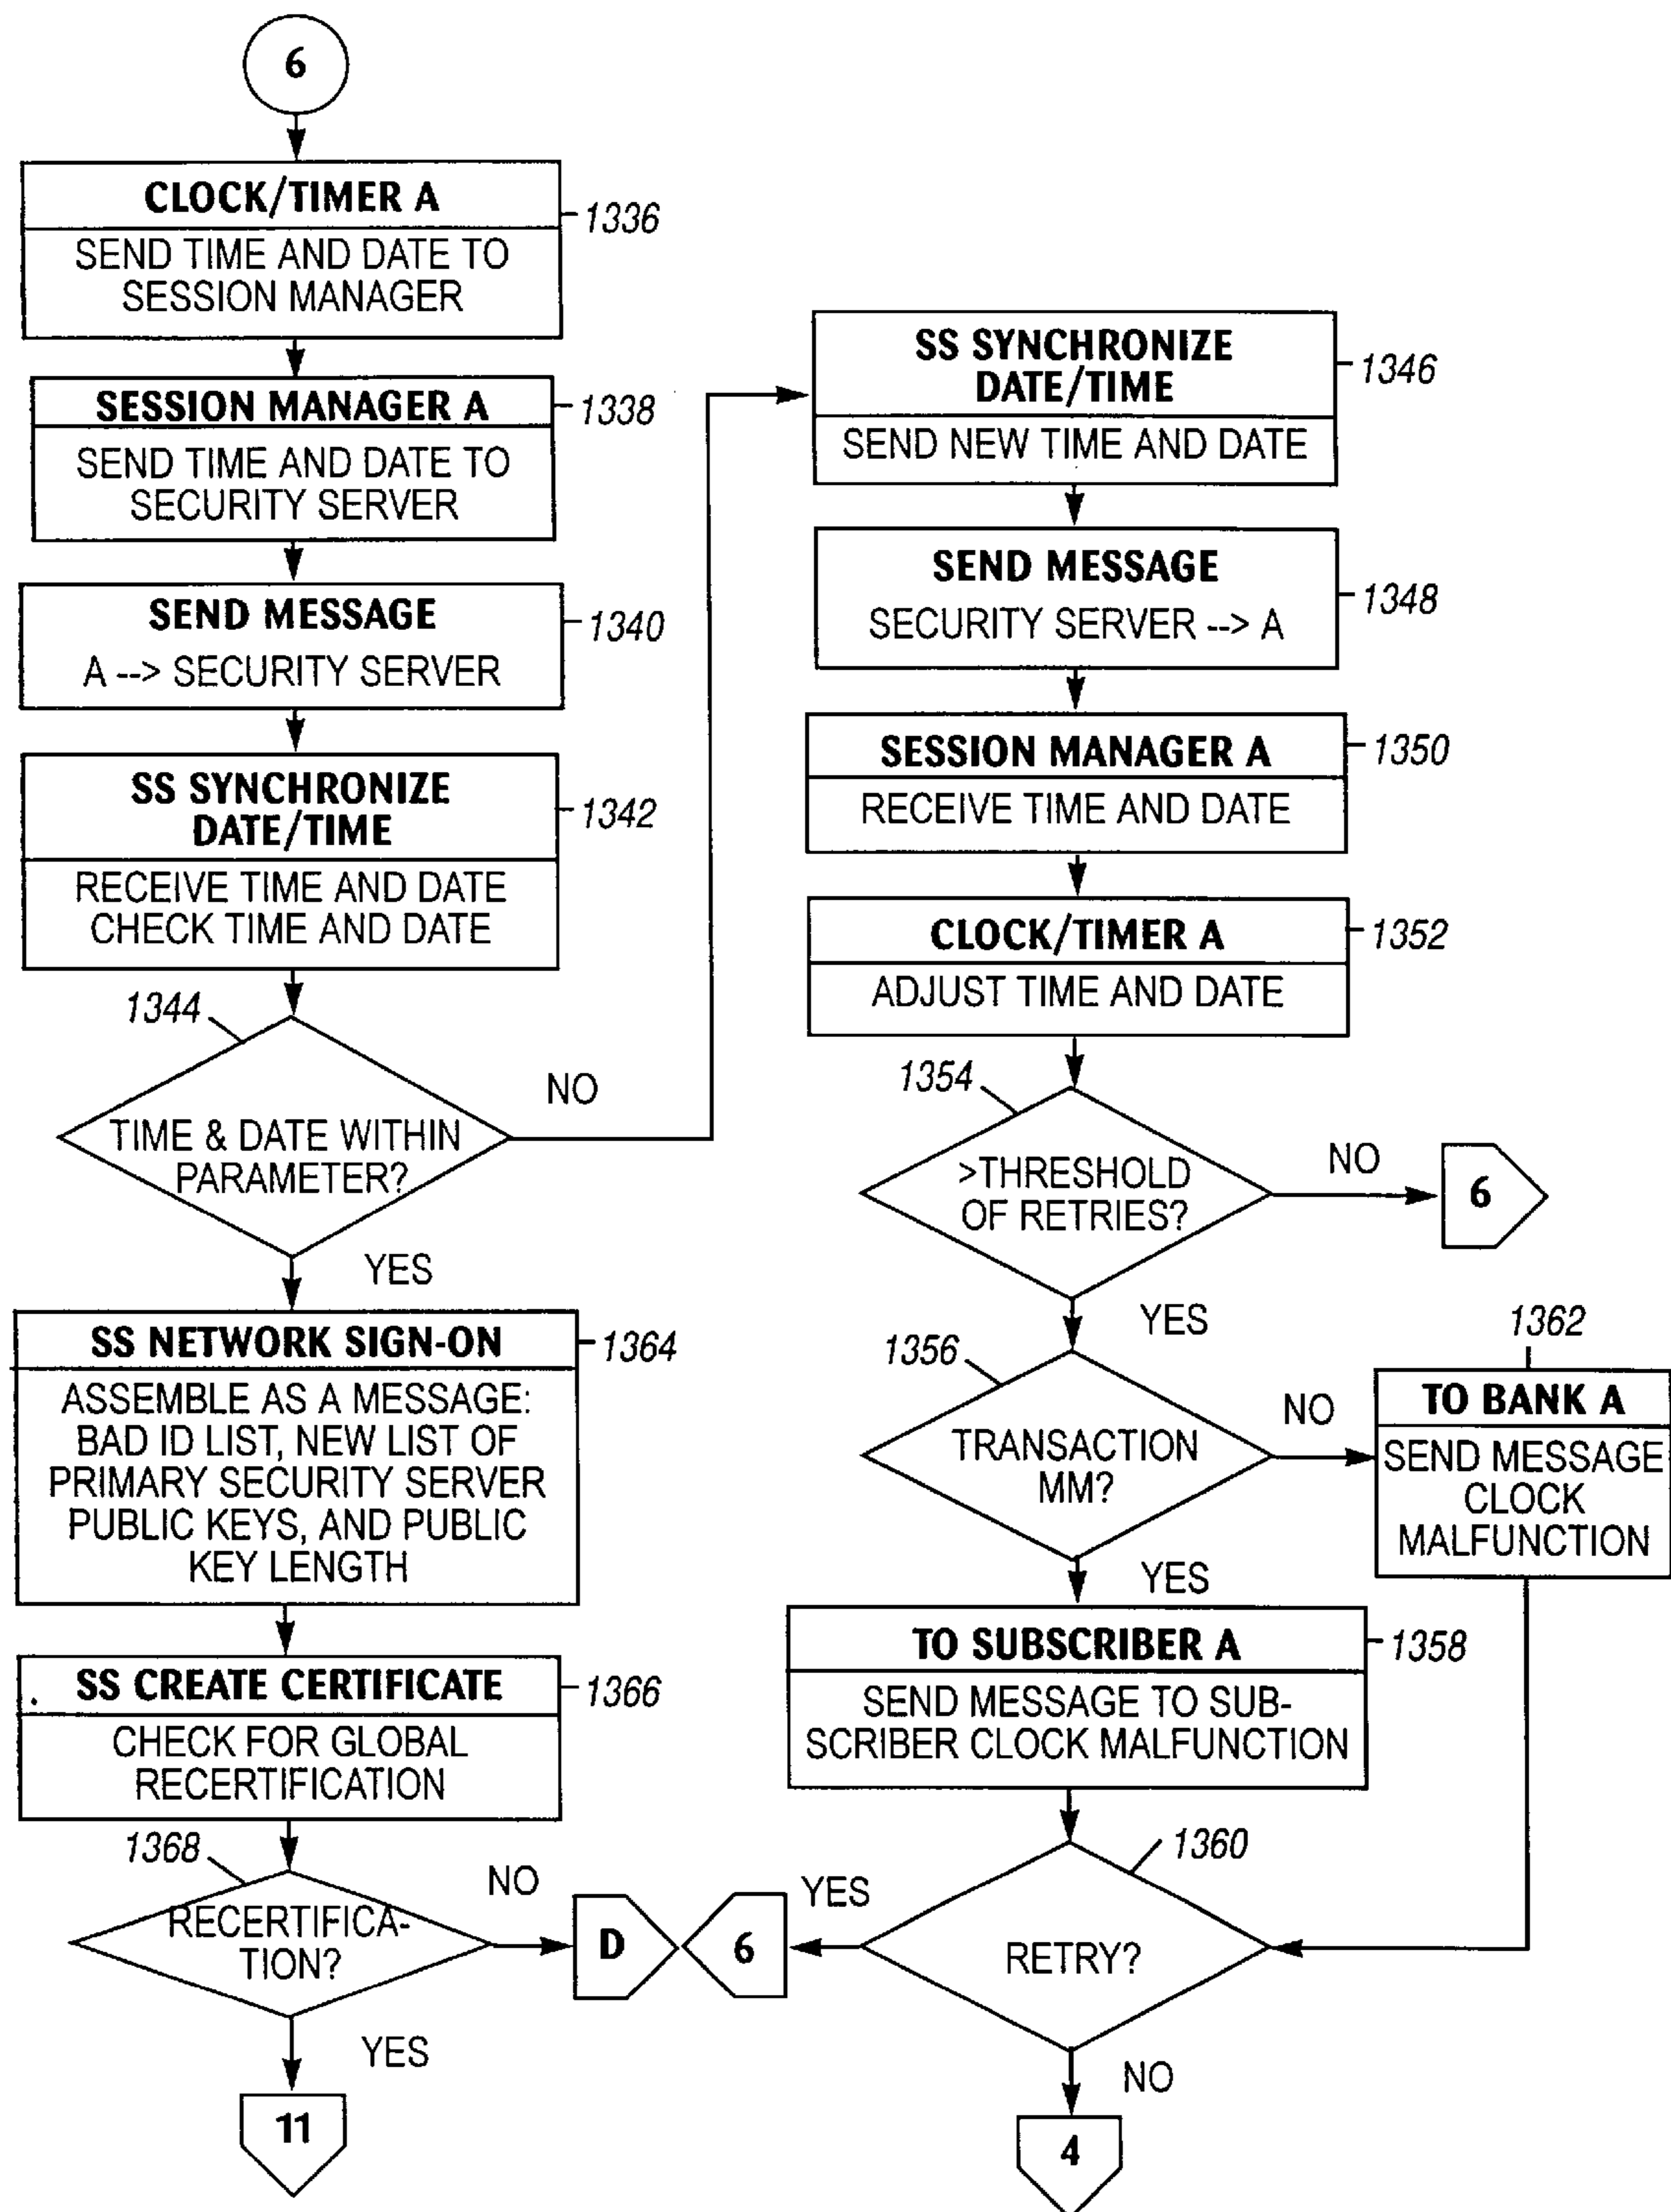 6
CLOCK/TIMER A
1336
SEND TIME AND DATE TO
SESSION MANAGER
SESSION MANAGER A
1338
SEND TIME AND DATE TO
SECURITY SERVER
SEND MESSAGE
1340
A --> SECURITY SERVER
SS SYNCHRONIZE
DATE/TIME
1342
RECEIVE TIME AND DATE
CHECK TIME AND DATE
1344
TIME & DATE WITHIN
PARAMETER?
NO
YES
SS NETWORK SIGN-ON
1364
ASSEMBLE AS A MESSAGE:
BAD ID LIST, NEW LIST OF
PRIMARY SECURITY SERVER
PUBLIC KEYS, AND PUBLIC
KEY LENGTH
SS CREATE CERTIFICATE
1366
CHECK FOR GLOBAL
RECERTIFICATION
1368
RECERTIFICA-
TION?
NO
D
YES
11
SS SYNCHRONIZE
DATE/TIME
1346
SEND NEW TIME AND DATE
SEND MESSAGE
1348
SECURITY SERVER --> A
SESSION MANAGER A
1350
RECEIVE TIME AND DATE
CLOCK/TIMER A
1352
ADJUST TIME AND DATE
1354
>THRESHOLD
OF RETRIES?
NO
6
YES
1356
TRANSACTION
MM?
NO
1362
TO BANK A
SEND MESSAGE
CLOCK
MALFUNCTION
YES
TO SUBSCRIBER A
1358
SEND MESSAGE TO SUB-
SCRIBER CLOCK MALFUNCTION
1360
RETRY?
YES
6
NO
4